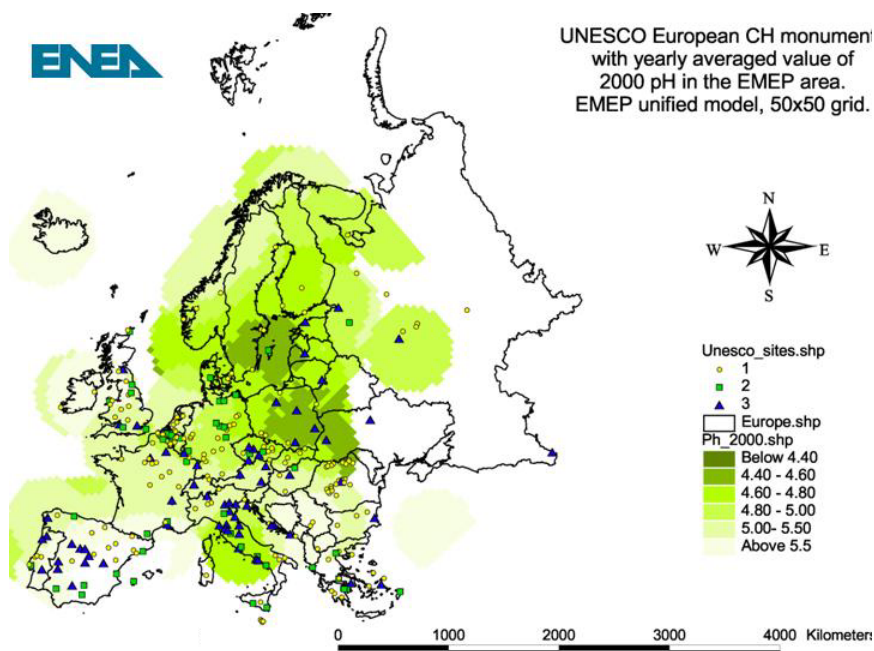 ENEA
UNESCO European CH monument
with yearly averaged value of
2000 pH in the EMEP area.
EMEP unified model, 50x50 grid.
N
W
E
S
Unesco_sites.shp
1
2
3
Europe.shp
Ph_2000.shp
Below 4.40
4.40 - 4.60
4.60 - 4.80
4.80 - 5.00
5.00- 5.50
Above 5.5
0 1000 2000 3000 4000 Kilometers